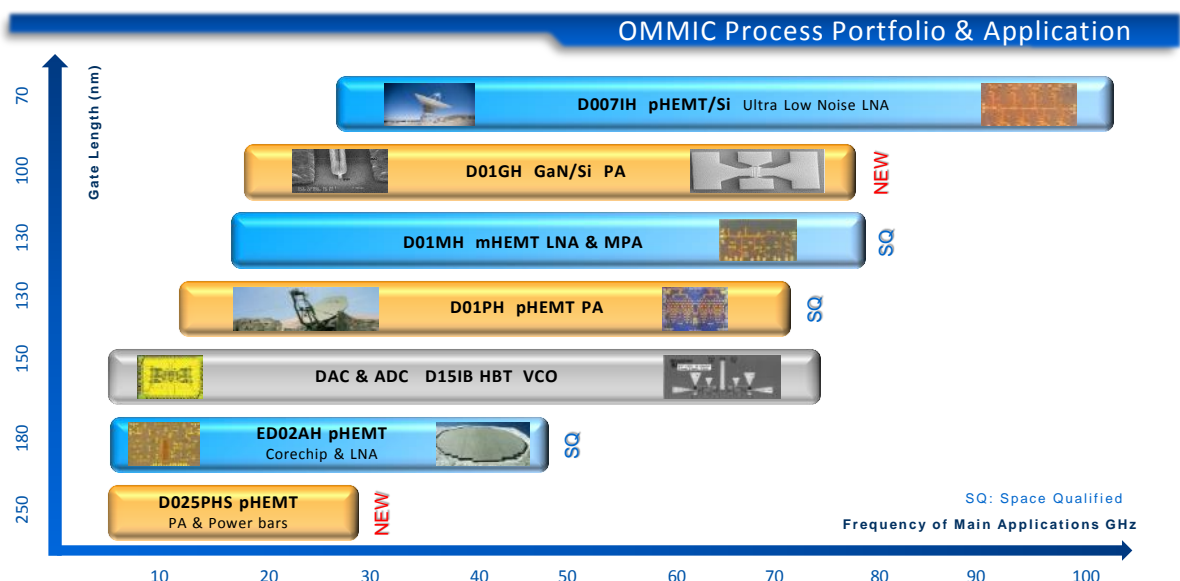 OMMIC Process Portfolio & Application
Gate Length (nm)
70
D007IH pHEMT/Si Ultra Low Noise LNA
100
D01GH GaN/Si PA
NEW
130
D01MH mHEMT LNA & MPA
SQ
130
D01PH pHEMT PA
SQ
150
DAC & ADC D15IB HBT VCO
180
ED02AH pHEMT
Corechip & LNA
SQ
250
D025PHS pHEMT
PA & Power bars
NEW
SQ: Space Qualified
Frequency of Main Applications GHz
10 20 30 40 50 60 70 80 90 100